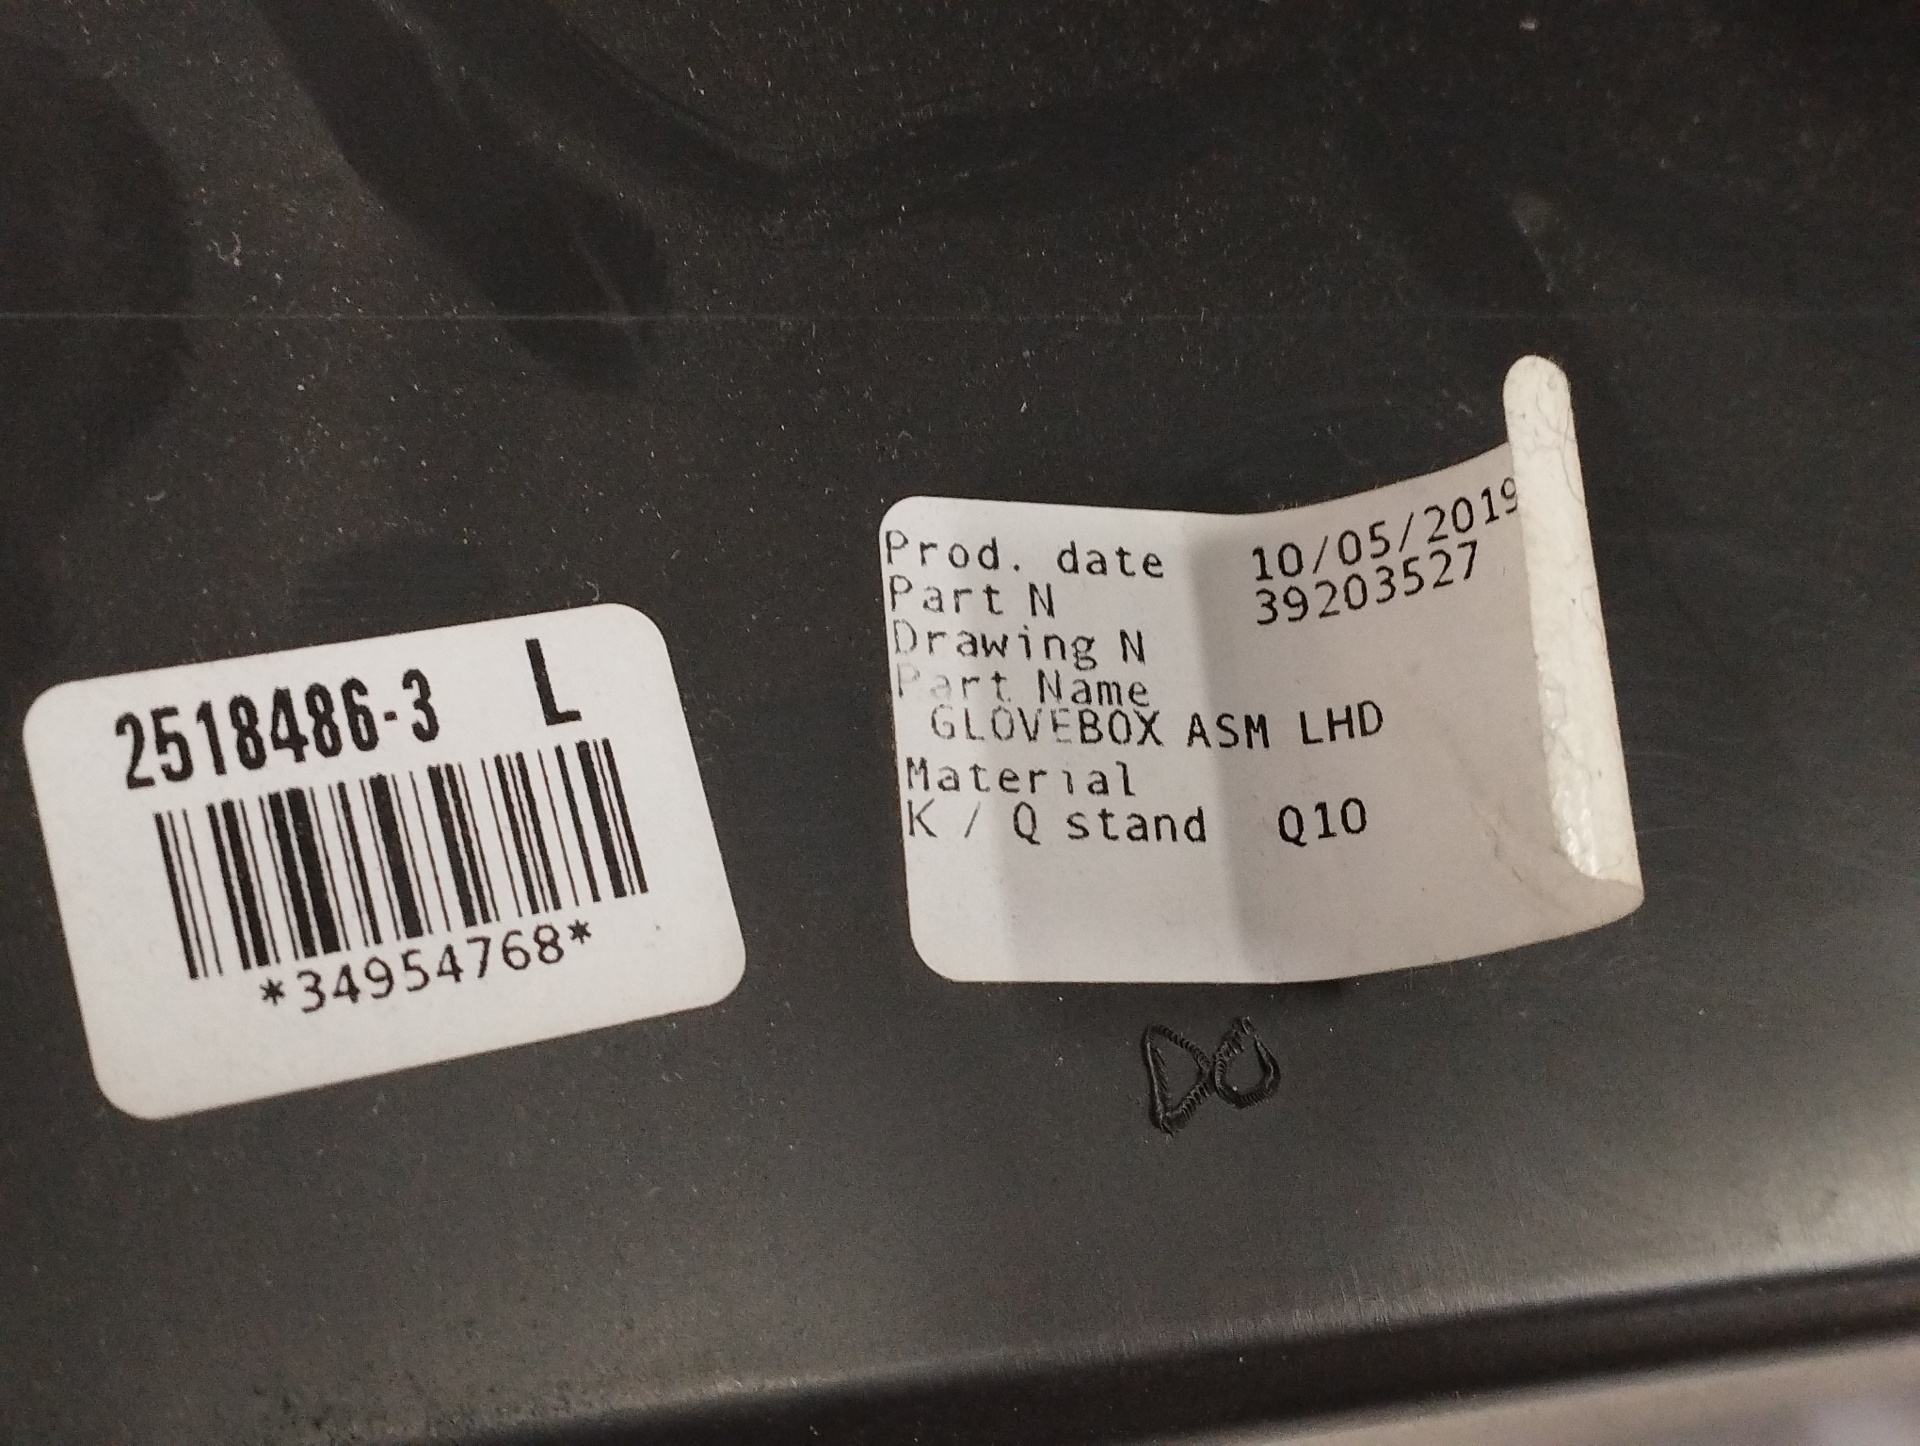 2518486-3 L
*34954768*
Prod. date 10/05/2019
Part N 39203527
Drawing N
Part Name
GLOVEBOX ASM LHD
Material
K / Q stand Q10